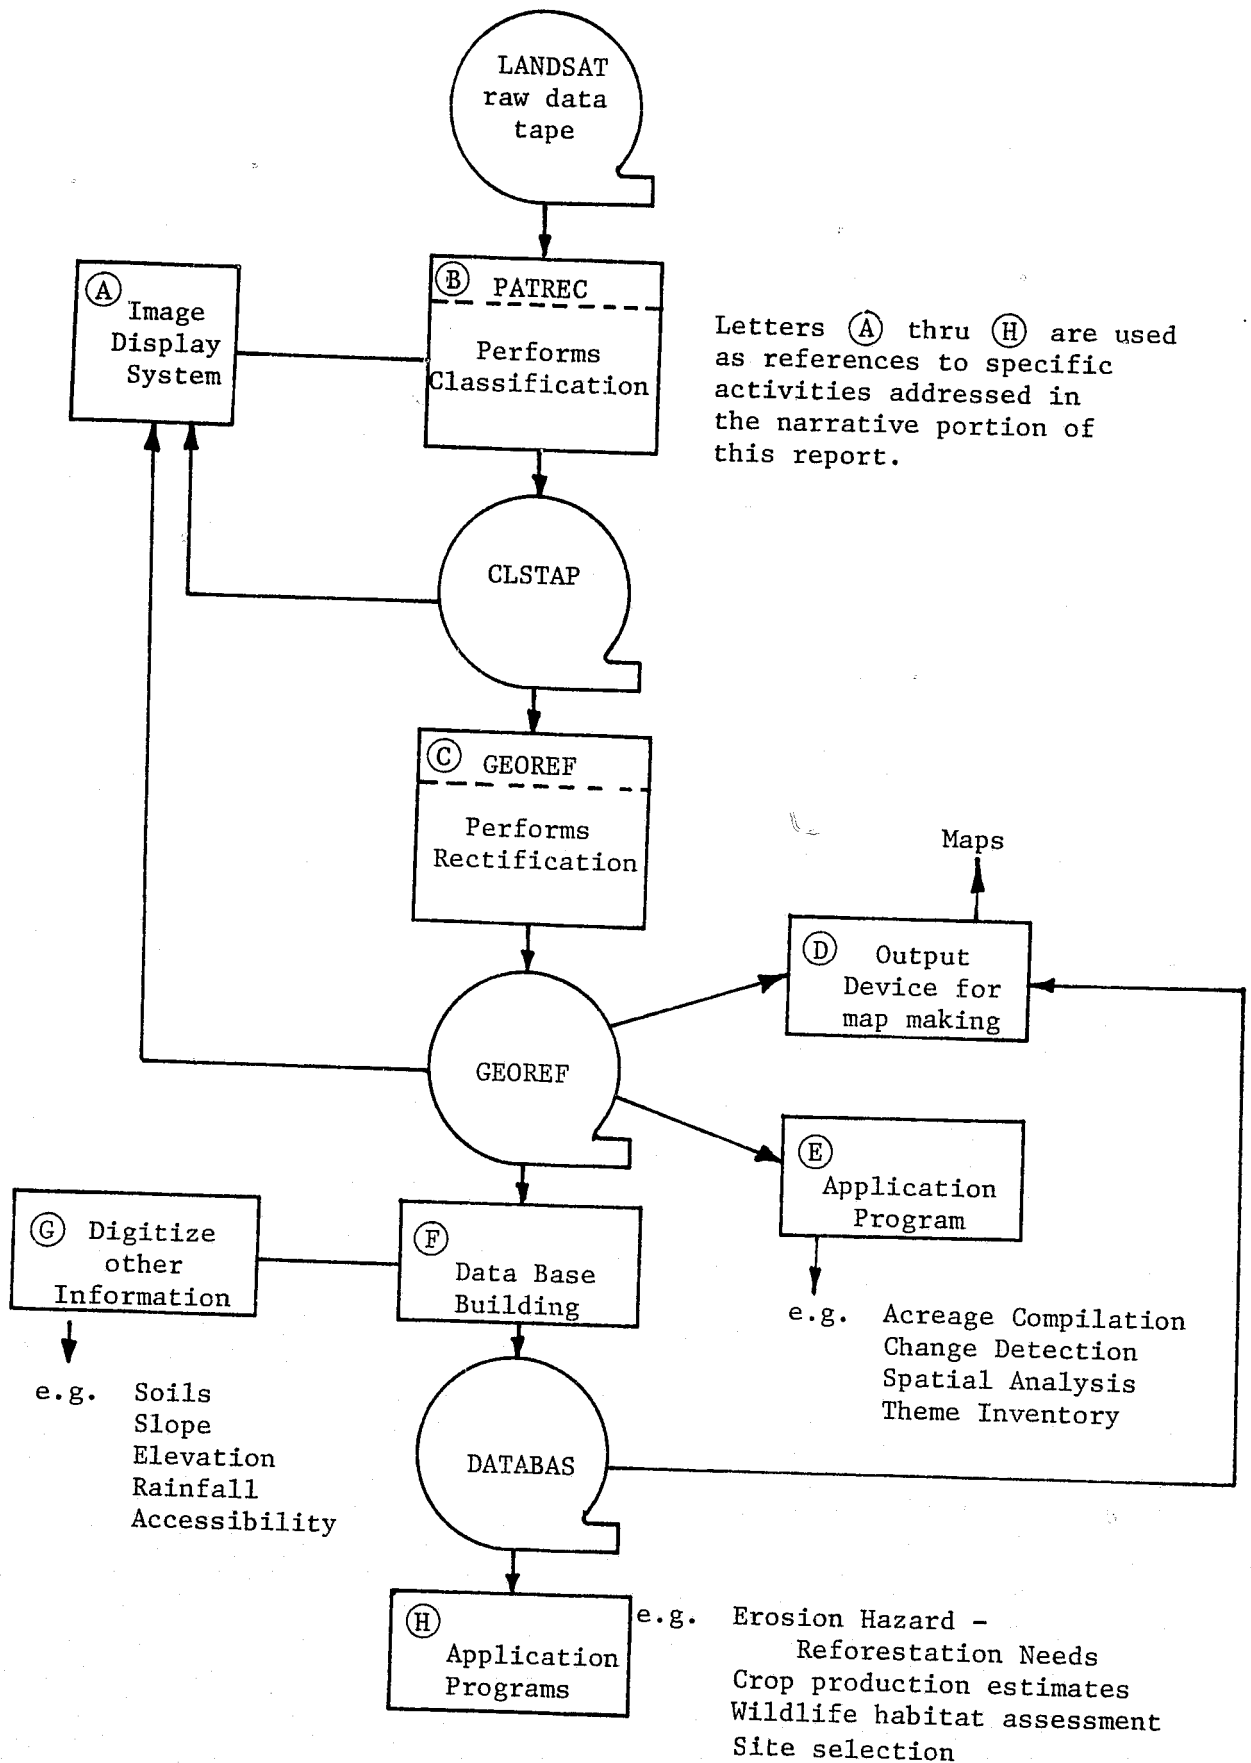 LANDSAT
raw data
tape
Ⓐ
Image
Display
System
Ⓑ PATREC
Performs
Classification
Letters Ⓐ thru Ⓗ are used
as references to specific
activities addressed in
the narrative portion of
this report.
CLSTAP
Ⓒ GEOREF
Performs
Rectification
Maps
Ⓓ Output
Device for
map making
GEOREF
Ⓔ
Application
Program
e.g. Acreage Compilation
Change Detection
Spatial Analysis
Theme Inventory
Ⓖ Digitize
other
Information
e.g. Soils
Slope
Elevation
Rainfall
Accessibility
Ⓕ
Data Base
Building
DATABAS
Ⓗ
Application
Programs
e.g. Erosion Hazard -
Reforestation Needs
Crop production estimates
Wildlife habitat assessment
Site selection